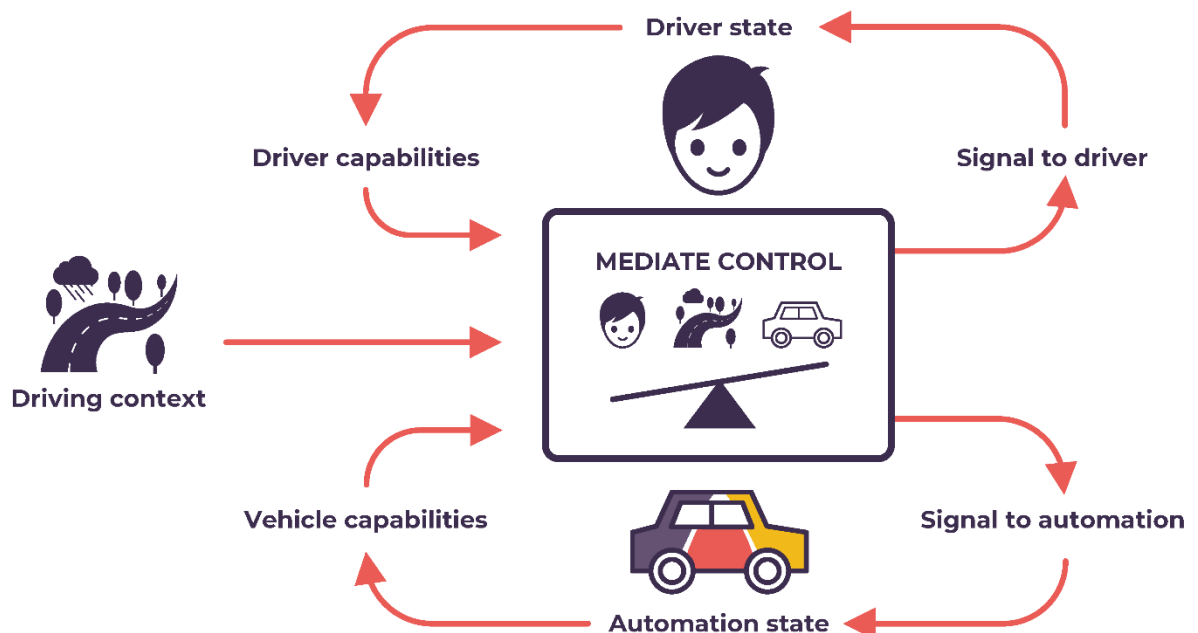 Driver state
Driver capabilities
Signal to driver
MEDIATE CONTROL
Driving context
Vehicle capabilities
Signal to automation
Automation state